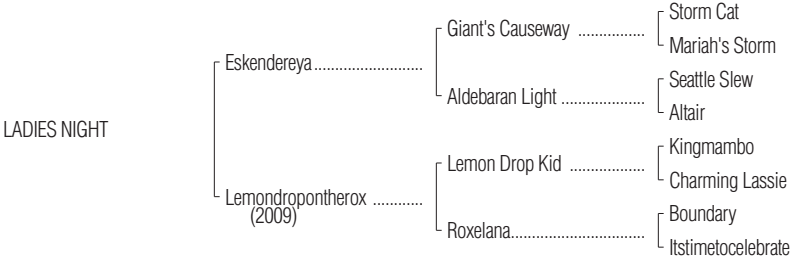 Storm Cat
Giant's Causeway ................
Mariah's Storm
Eskendereya..........................
Seattle Slew
Aldebaran Light ....................
Altair
LADIES NIGHT
Kingmambo
Lemon Drop Kid ..................
Charming Lassie
Lemondropontherox ............
(2009)
Boundary
Roxelana................................
Itstimetocelebrate